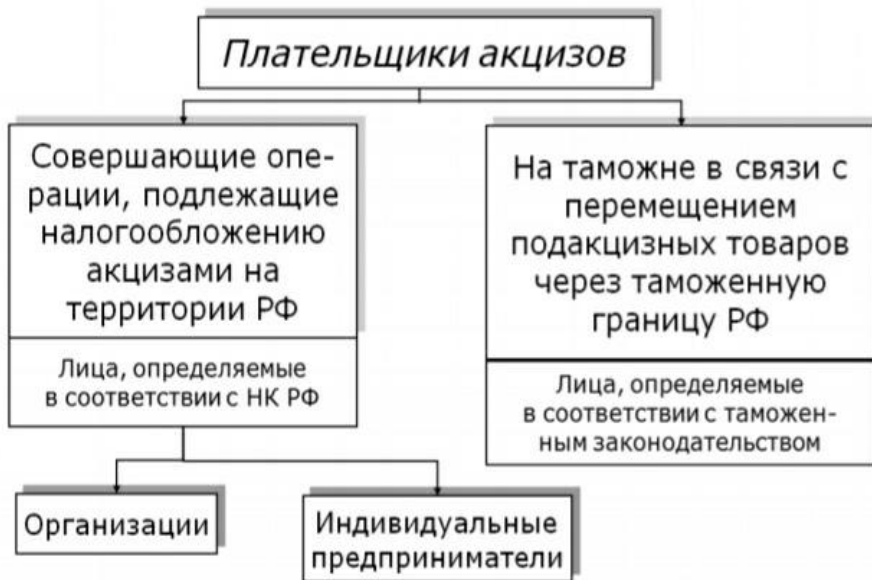 Плательщики акцизов
Совершающие опе-
рации, подлежащие
налогообложению
акцизами на
территории РФ
Лица, определяемые
в соответствии с НК РФ
На таможне в связи с
перемещением
подакцизных товаров
через таможенную
границу РФ
Лица, определяемые
в соответствии с таможен-
ным законодательством
Организации
Индивидуальные
предприниматели